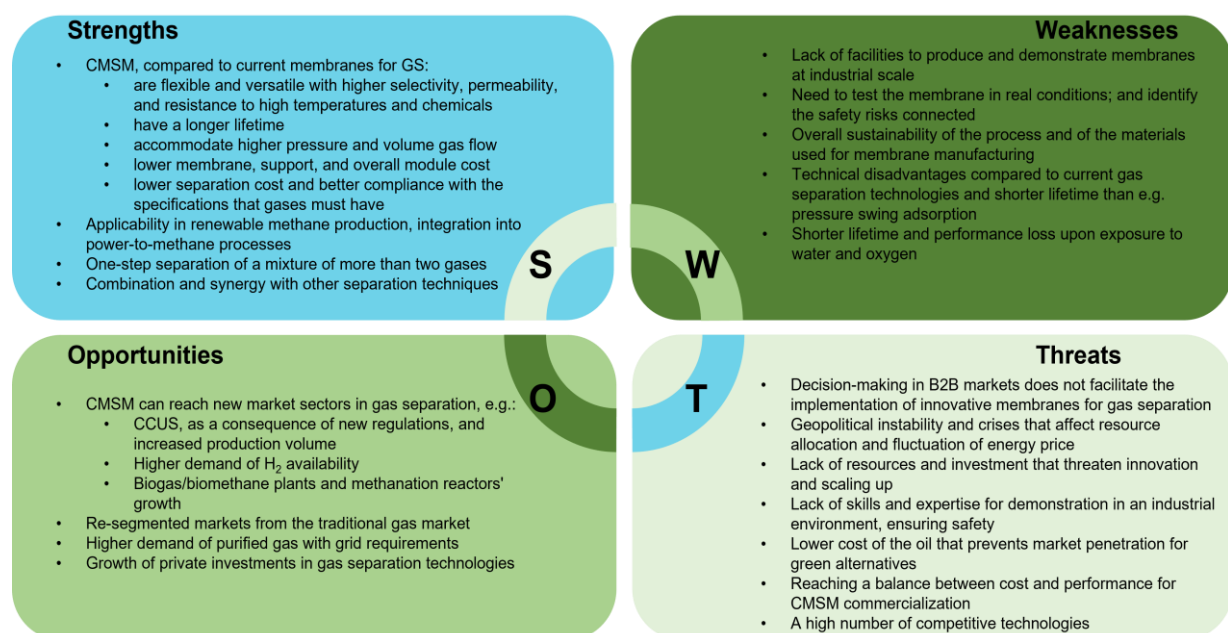 Strengths
• CMSM, compared to current membranes for GS:
• are flexible and versatile with higher selectivity, permeability,
and resistance to high temperatures and chemicals
• have a longer lifetime
• accommodate higher pressure and volume gas flow
• lower membrane, support, and overall module cost
• lower separation cost and better compliance with the
specifications that gases must have
• Applicability in renewable methane production, integration into
power-to-methane processes
• One-step separation of a mixture of more than two gases
• Combination and synergy with other separation techniques
S
Weaknesses
• Lack of facilities to produce and demonstrate membranes
at industrial scale
• Need to test the membrane in real conditions; and identify
the safety risks connected
• Overall sustainability of the process and of the materials
used for membrane manufacturing
• Technical disadvantages compared to current gas
separation technologies and shorter lifetime than e.g.
pressure swing adsorption
• Shorter lifetime and performance loss upon exposure to
water and oxygen
W
Opportunities
• CMSM can reach new market sectors in gas separation, e.g.:
• CCUS, as a consequence of new regulations, and
increased production volume
• Higher demand of H2 availability
• Biogas/biomethane plants and methanation reactors'
growth
• Re-segmented markets from the traditional gas market
• Higher demand of purified gas with grid requirements
• Growth of private investments in gas separation technologies
O
Threats
• Decision-making in B2B markets does not facilitate the
implementation of innovative membranes for gas separation
• Geopolitical instability and crises that affect resource
allocation and fluctuation of energy price
• Lack of resources and investment that threaten innovation
and scaling up
• Lack of skills and expertise for demonstration in an industrial
environment, ensuring safety
• Lower cost of the oil that prevents market penetration for
green alternatives
• Reaching a balance between cost and performance for
CMSM commercialization
• A high number of competitive technologies
T